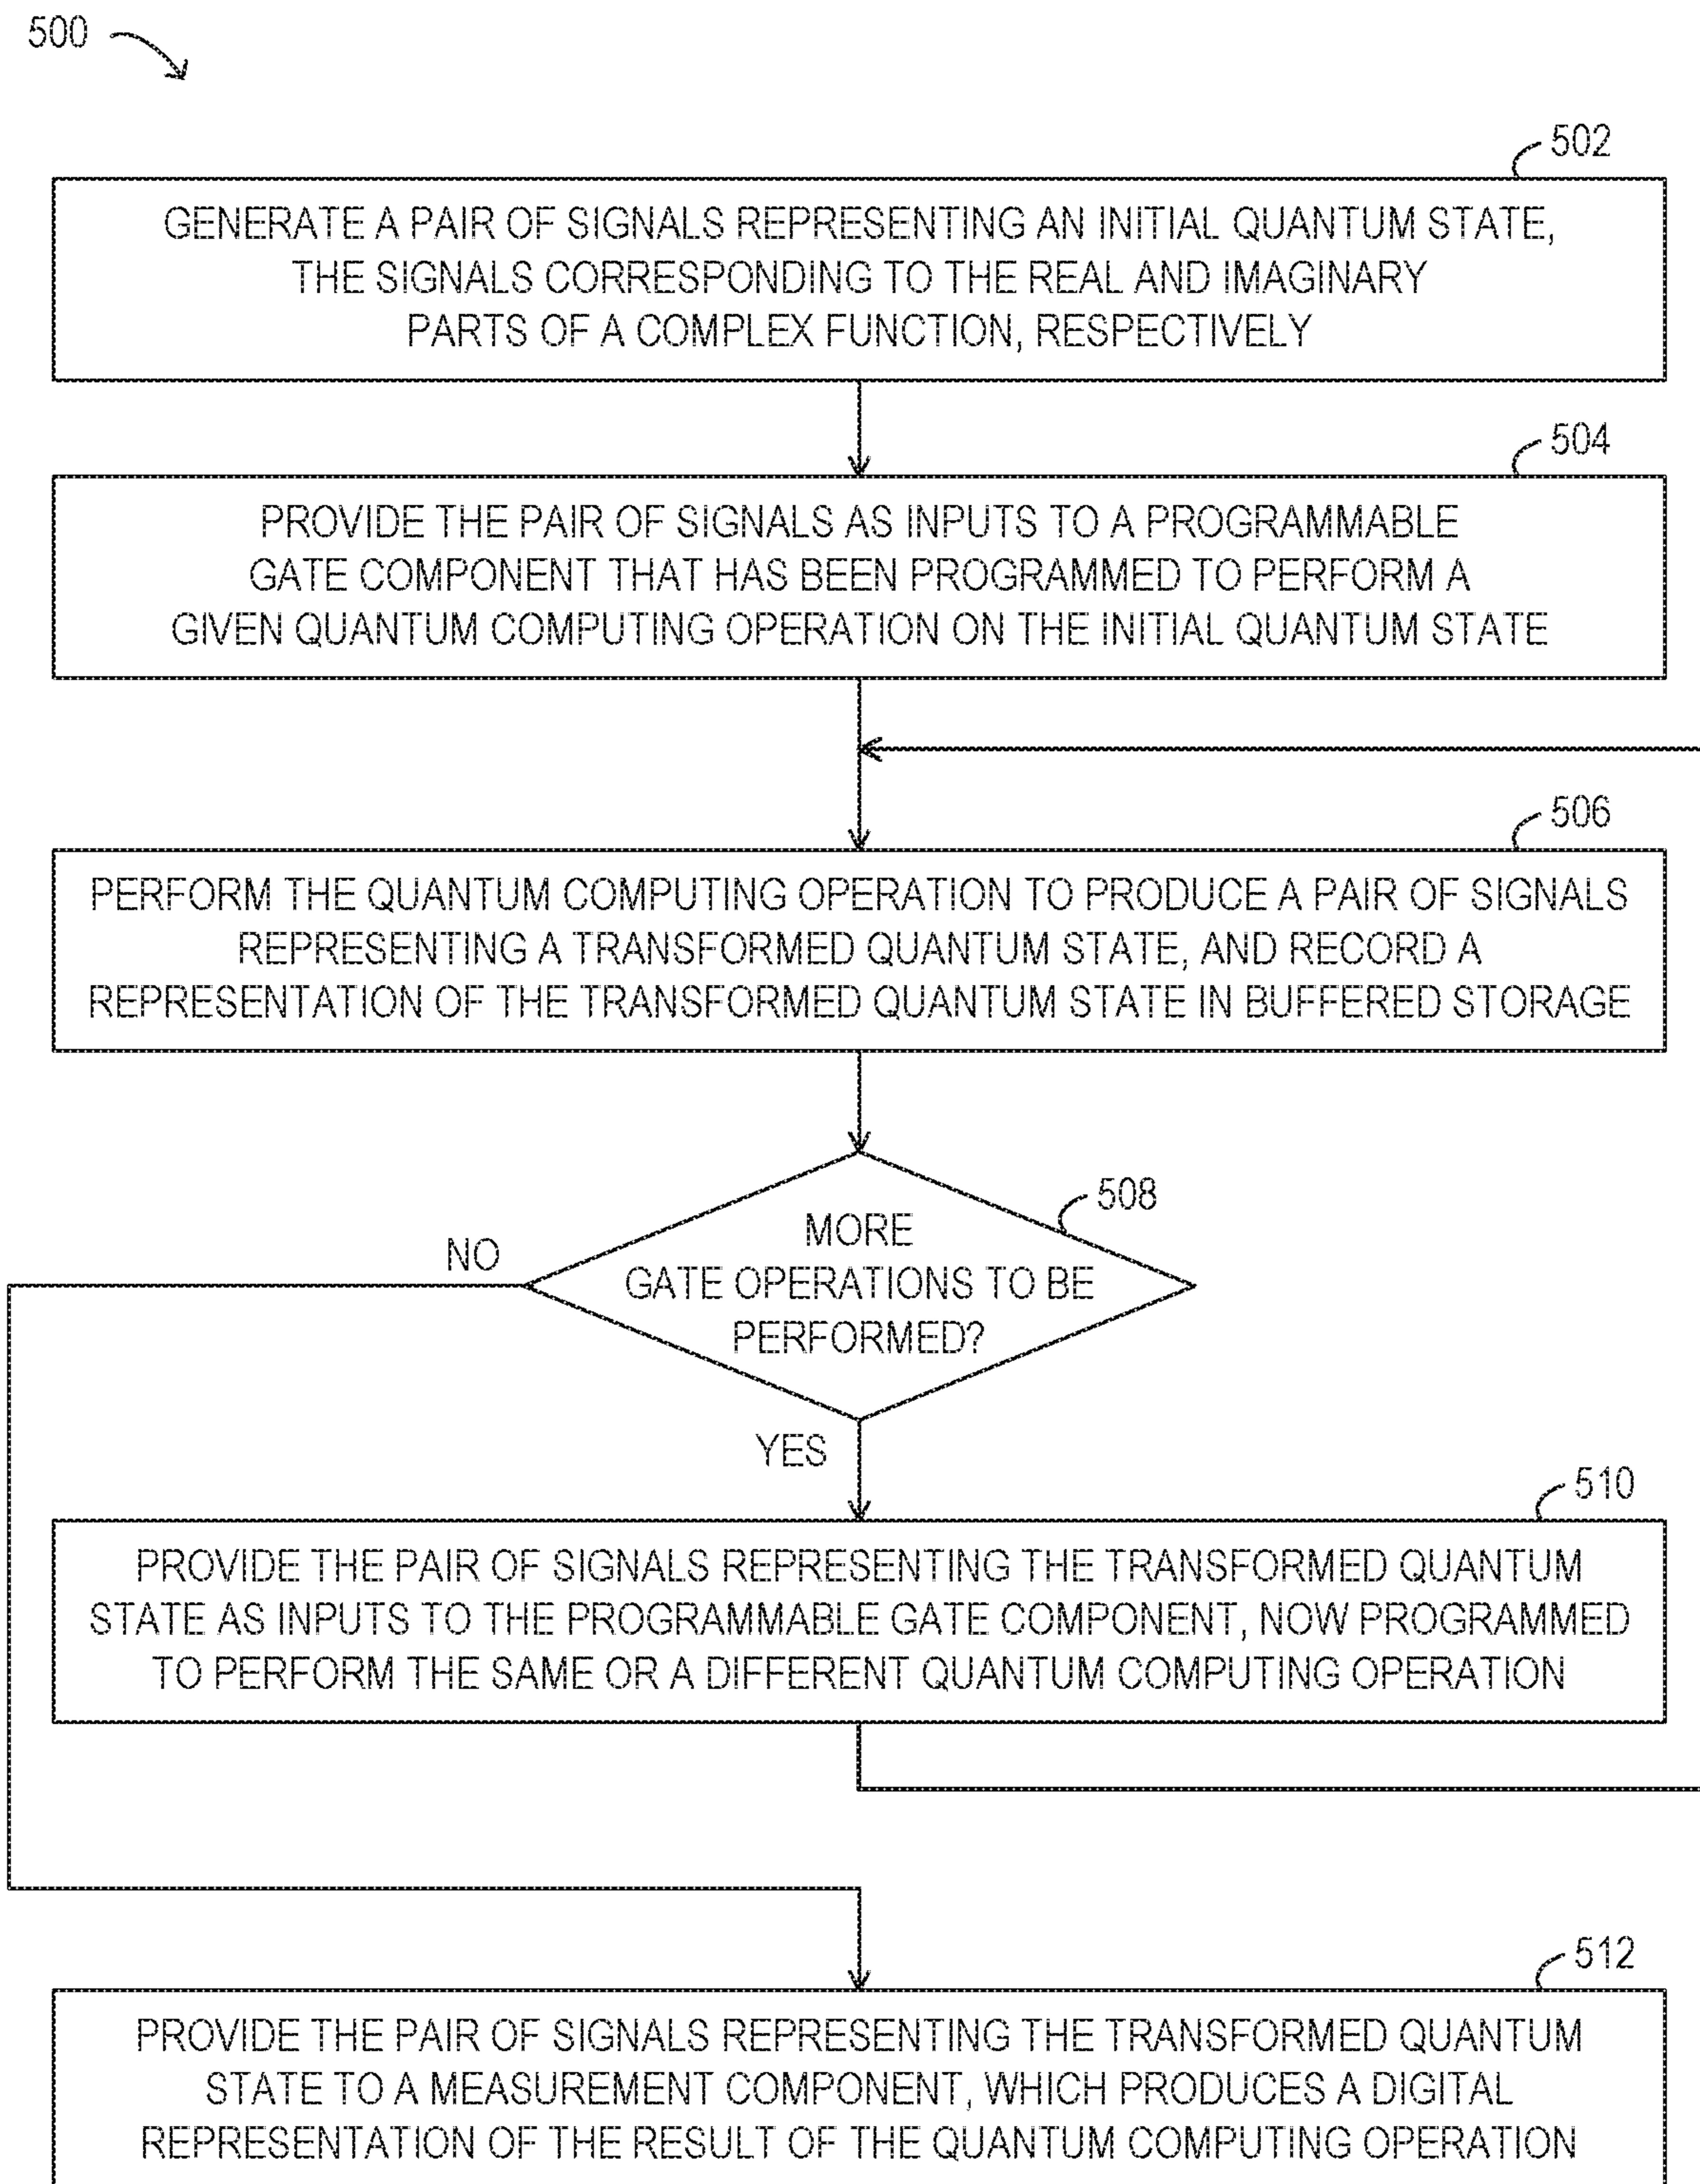 500
502
GENERATE A PAIR OF SIGNALS REPRESENTING AN INITIAL QUANTUM STATE,
THE SIGNALS CORRESPONDING TO THE REAL AND IMAGINARY
PARTS OF A COMPLEX FUNCTION, RESPECTIVELY
504
PROVIDE THE PAIR OF SIGNALS AS INPUTS TO A PROGRAMMABLE
GATE COMPONENT THAT HAS BEEN PROGRAMMED TO PERFORM A
GIVEN QUANTUM COMPUTING OPERATION ON THE INITIAL QUANTUM STATE
506
PERFORM THE QUANTUM COMPUTING OPERATION TO PRODUCE A PAIR OF SIGNALS
REPRESENTING A TRANSFORMED QUANTUM STATE, AND RECORD A
REPRESENTATION OF THE TRANSFORMED QUANTUM STATE IN BUFFERED STORAGE
508
MORE
GATE OPERATIONS TO BE
PERFORMED?
NO
YES
510
PROVIDE THE PAIR OF SIGNALS REPRESENTING THE TRANSFORMED QUANTUM
STATE AS INPUTS TO THE PROGRAMMABLE GATE COMPONENT, NOW PROGRAMMED
TO PERFORM THE SAME OR A DIFFERENT QUANTUM COMPUTING OPERATION
512
PROVIDE THE PAIR OF SIGNALS REPRESENTING THE TRANSFORMED QUANTUM
STATE TO A MEASUREMENT COMPONENT, WHICH PRODUCES A DIGITAL
REPRESENTATION OF THE RESULT OF THE QUANTUM COMPUTING OPERATION